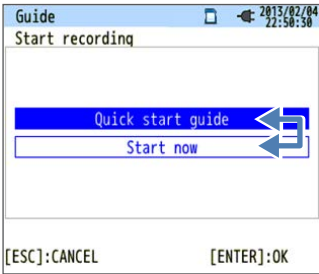 Guide 2013/02/04
22:50:30
Start recording
Quick start guide
Start now
[ESC]:CANCEL [ENTER]:OK